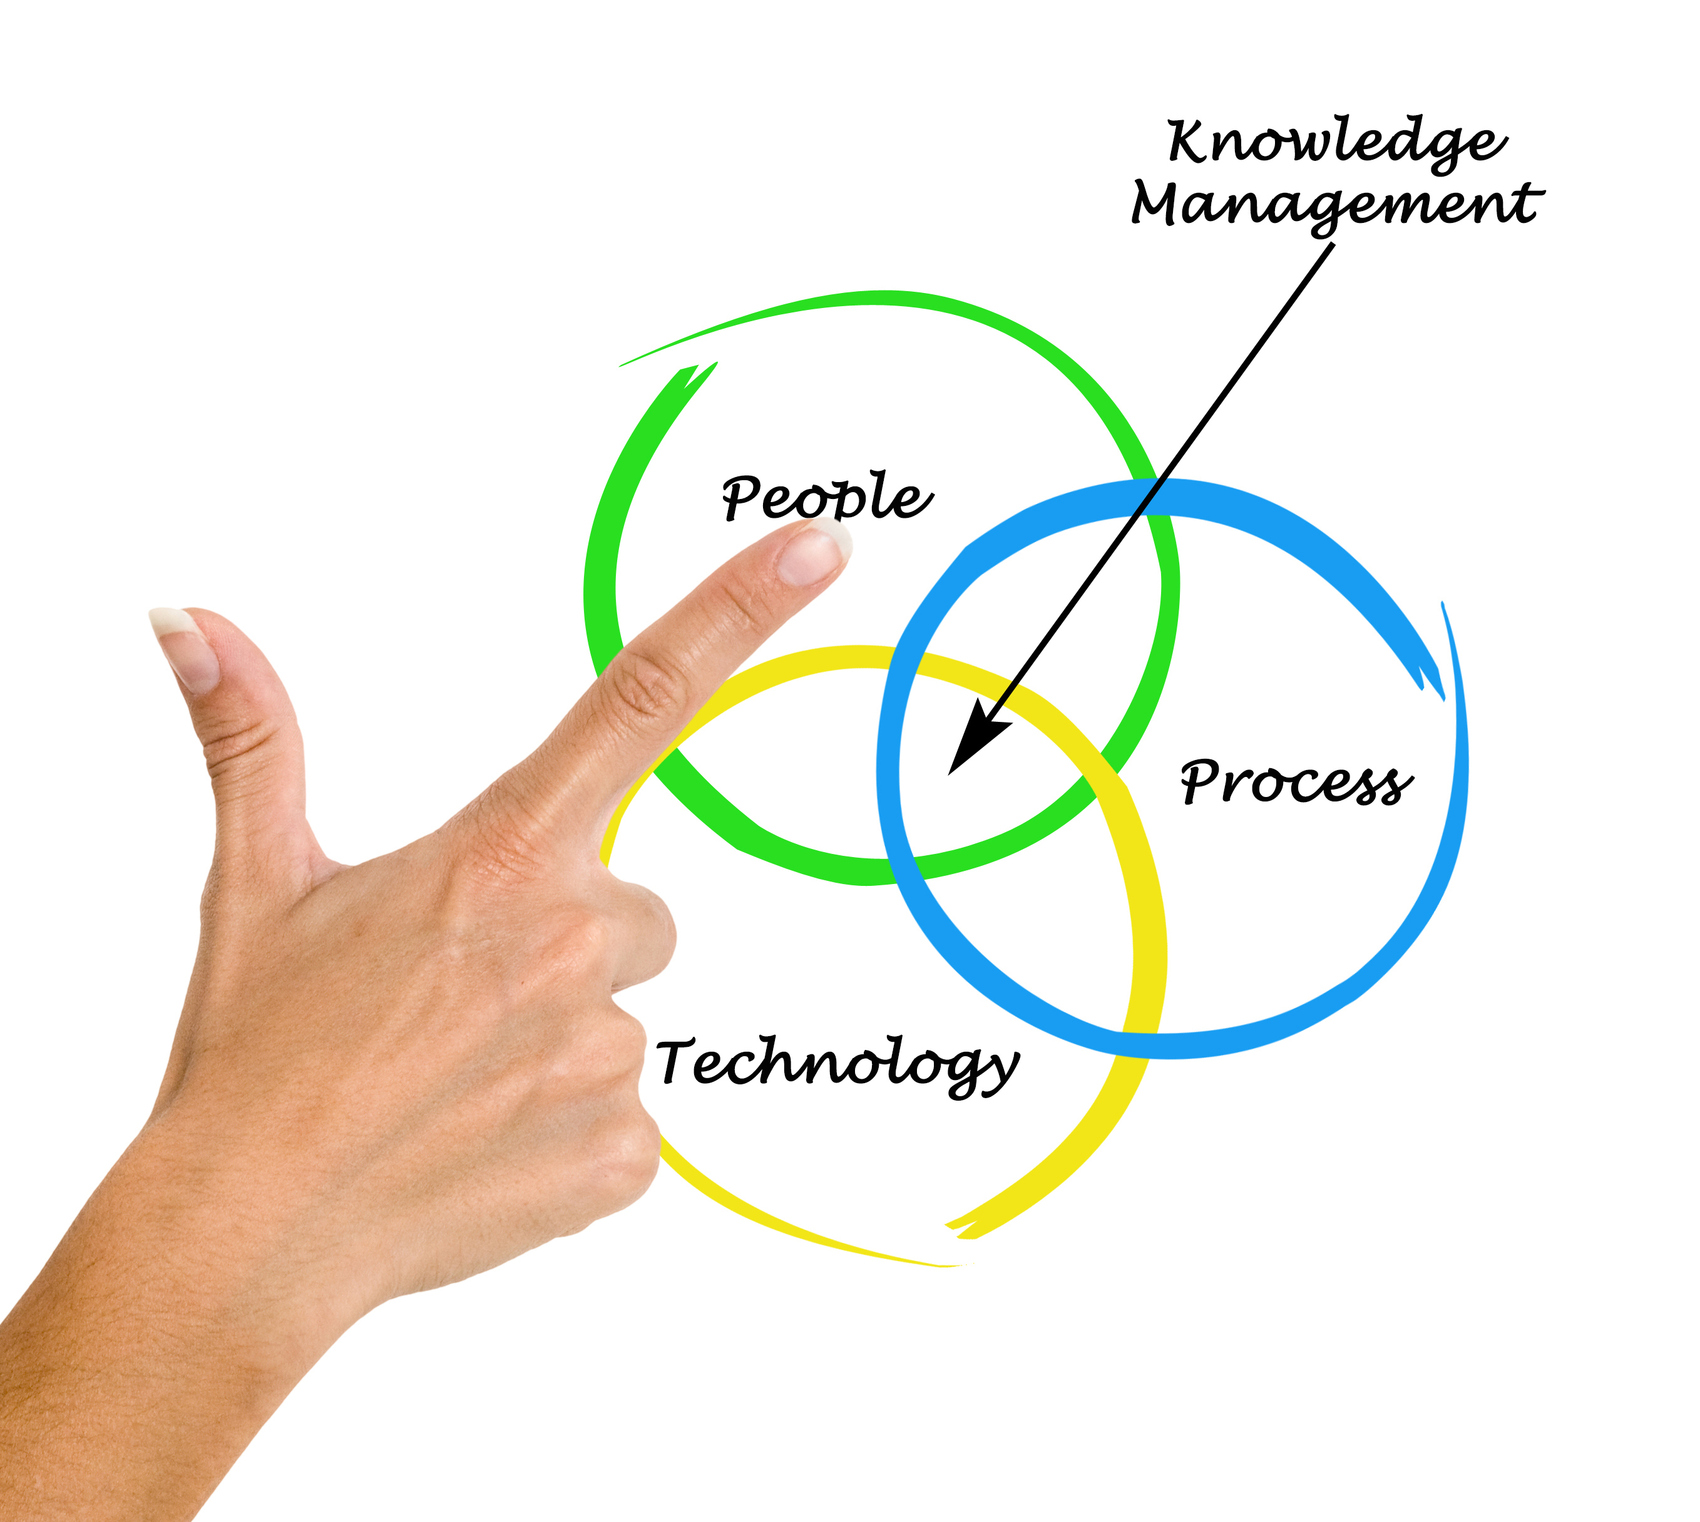 Knowledge
Management
People
Process
Technology